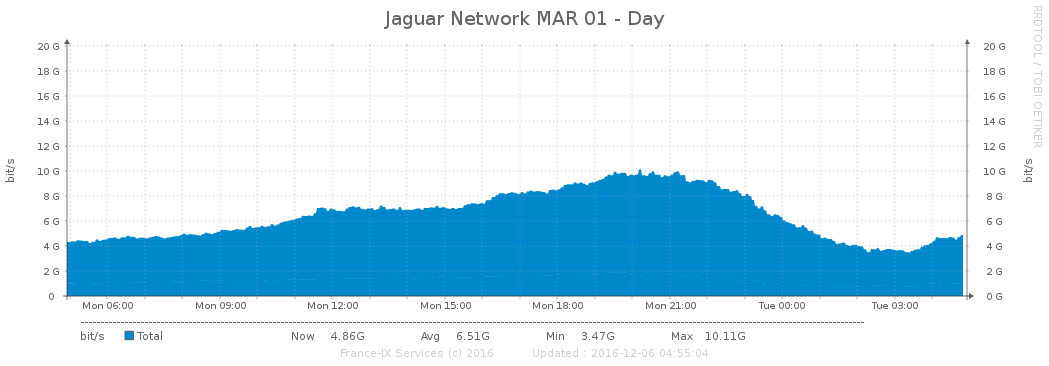 Jaguar Network MAR 01 - Day
RRDTOOL / TOBI OETIKER
20 G 20 G
18 G 18 G
16 G 16 G
14 G 14 G
12 G 12 G
10 G 10 G
8 G 8 G
6 G 6 G
4 G 4 G
2 G 2 G
0 0 G
bit/s bit/s
Mon 06:00 Mon 09:00 Mon 12:00 Mon 15:00 Mon 18:00 Mon 21:00 Tue 00:00 Tue 03:00
bit/s Total Now 4.86G Avg 6.51G Min 3.47G Max 10.11G
France-IX Services (c) 2016 Updated : 2016-12-06 04:55:04